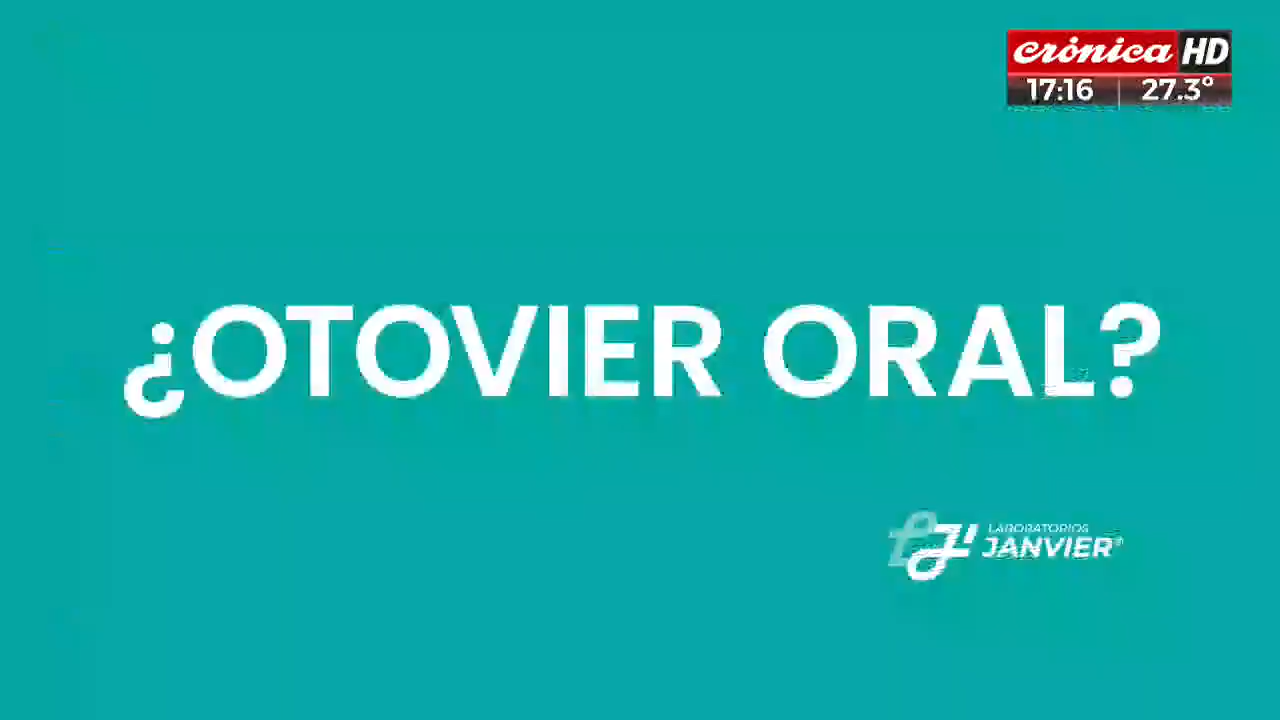 crónica HD
17:16 27.3°
¿OTOVIER ORAL?
LABORATORIOS
JANVIER®